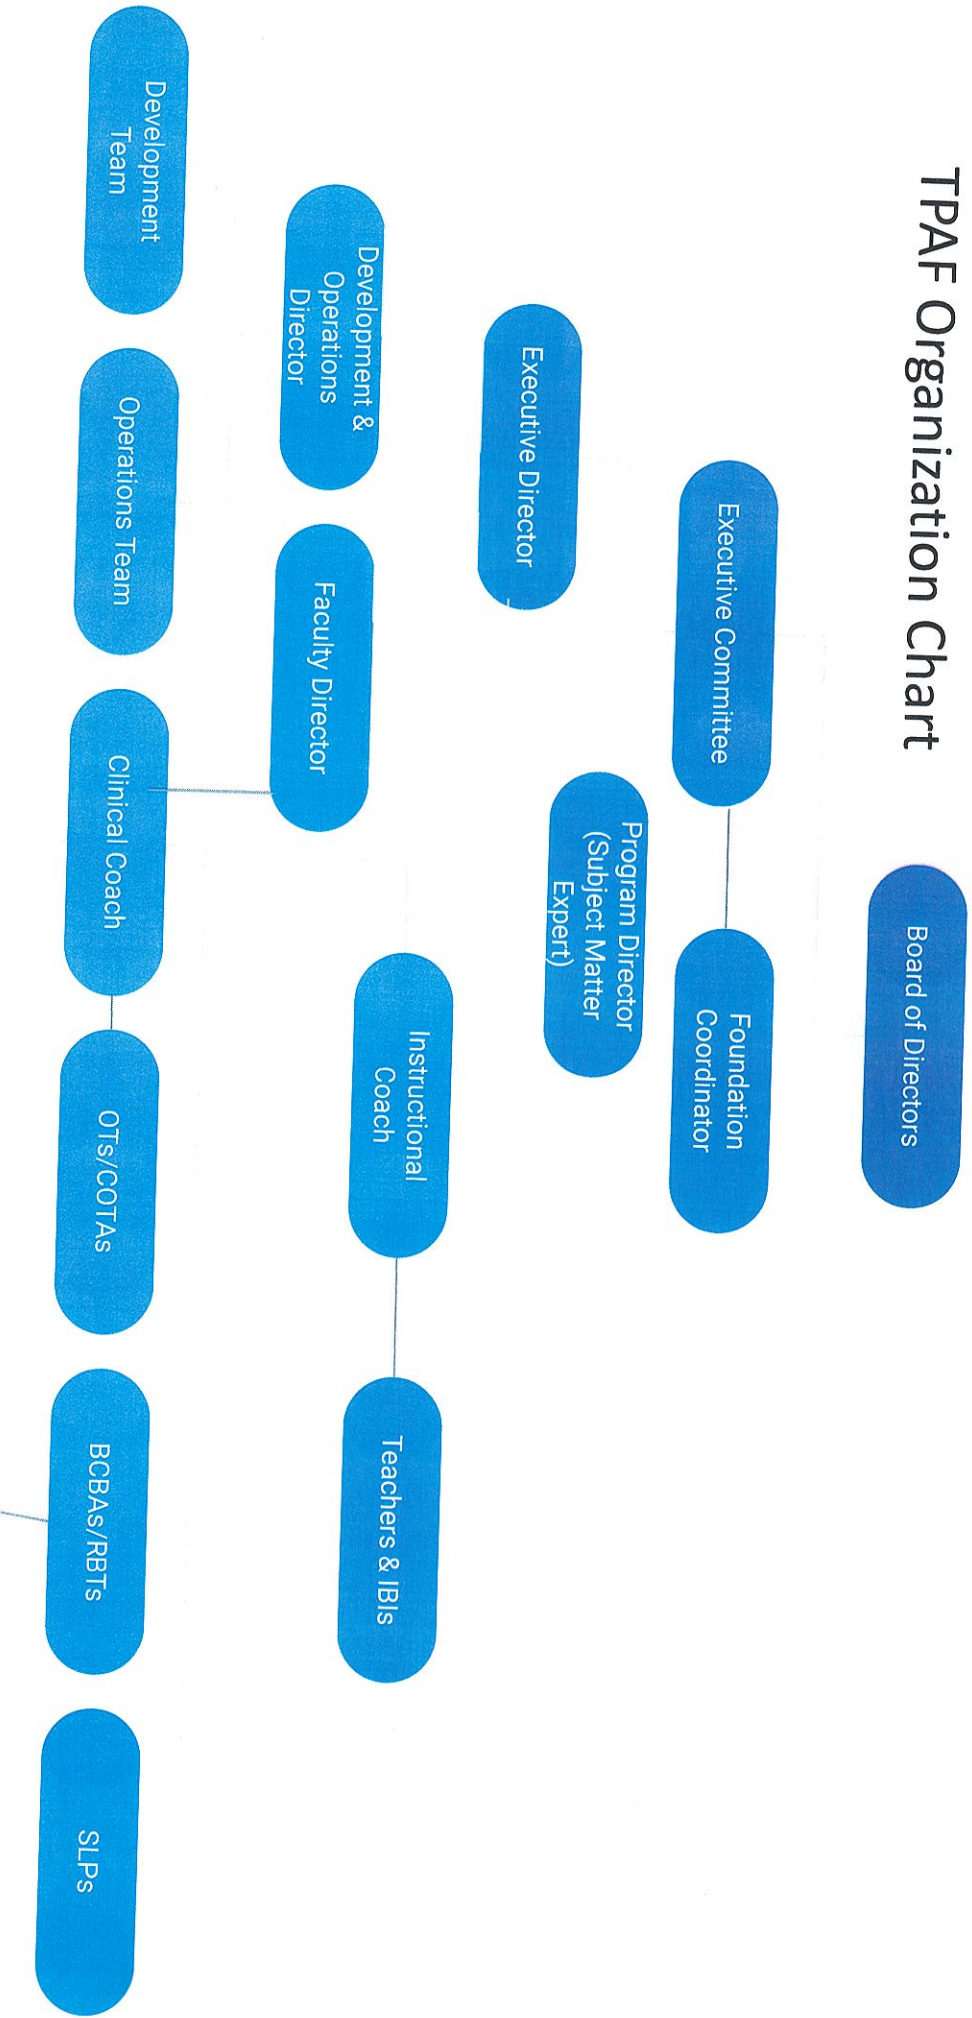 TPAF Organization Chart
Board of Directors
Executive Committee
Foundation
Coordinator
Executive Director
Program Director
(Subject Matter
Expert)
Development &
Operations
Director
Faculty Director
Instructional
Coach
Teachers & IBIs
Development
Team
Operations Team
Clinical Coach
OTs/COTAs
BCBAs/RBTs
SLPs